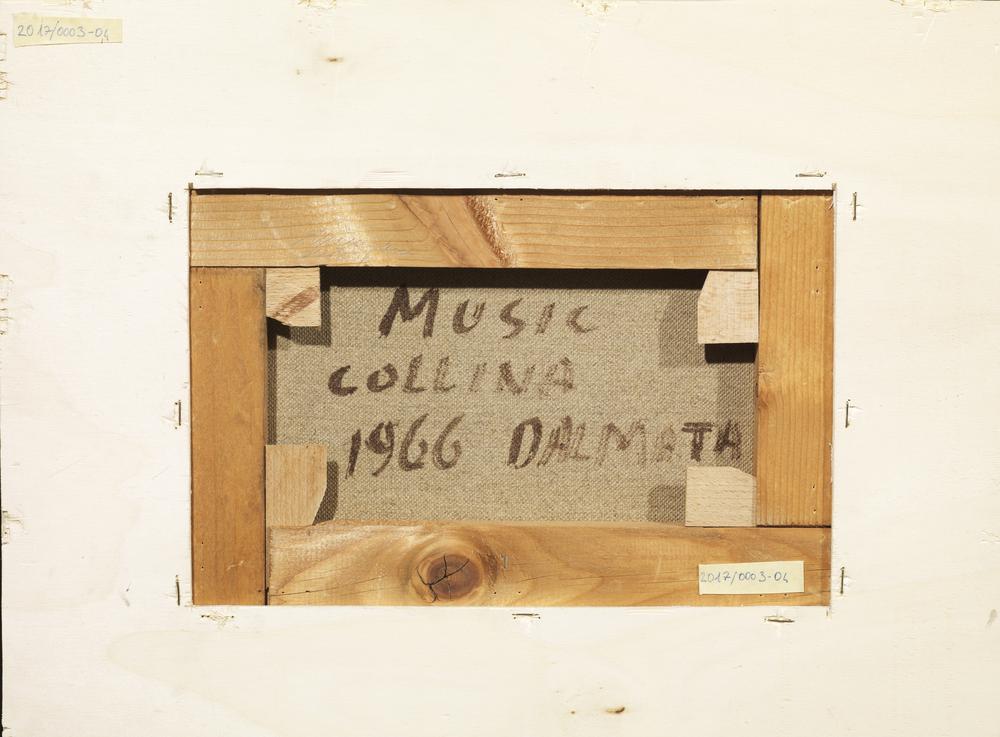 2017/0003-04
MUSIC
COLLINA
1966 DALMATA
2017/0003-04